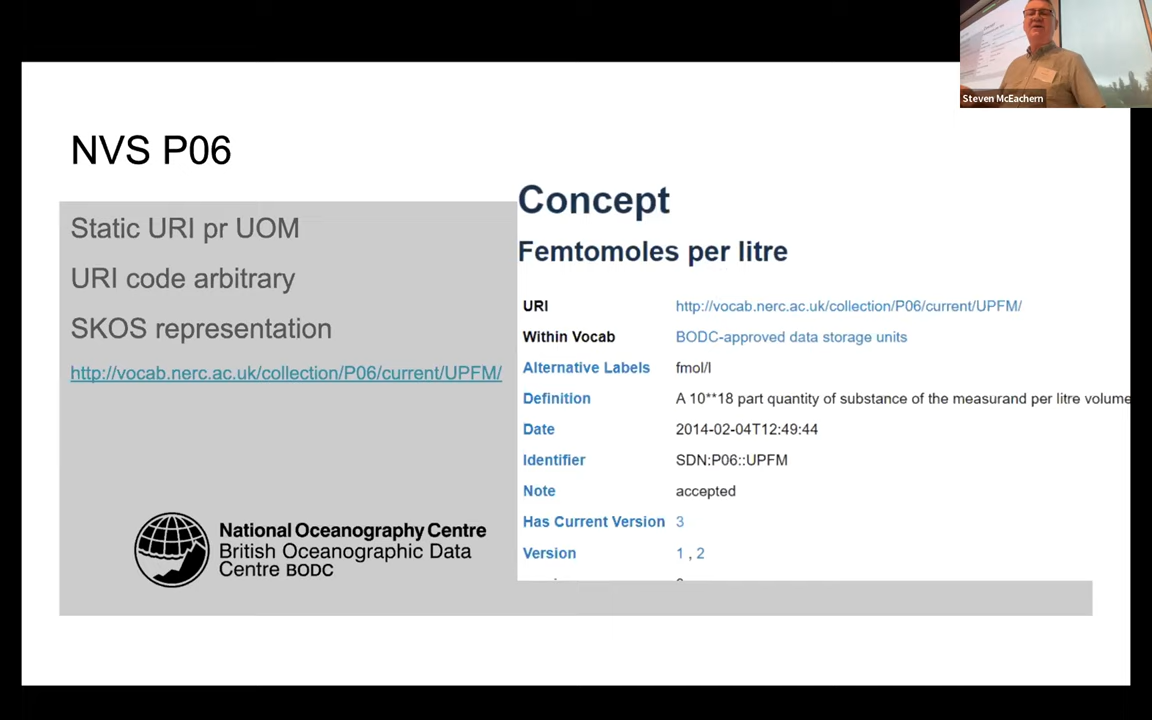 Steven McEachern
NVS P06
Static URI pr UOM
URI code arbitrary
SKOS representation
http://vocab.nerc.ac.uk/collection/P06/current/UPFM/
National Oceanography Centre
British Oceanographic Data
Centre BODC
Concept
Femtomoles per litre
URI http://vocab.nerc.ac.uk/collection/P06/current/UPFM/
Within Vocab BODC-approved data storage units
Alternative Labels fmol/l
Definition A 10**18 part quantity of substance of the measurand per litre volume
Date 2014-02-04T12:49:44
Identifier SDN:P06::UPFM
Note accepted
Has Current Version 3
Version 1 , 2